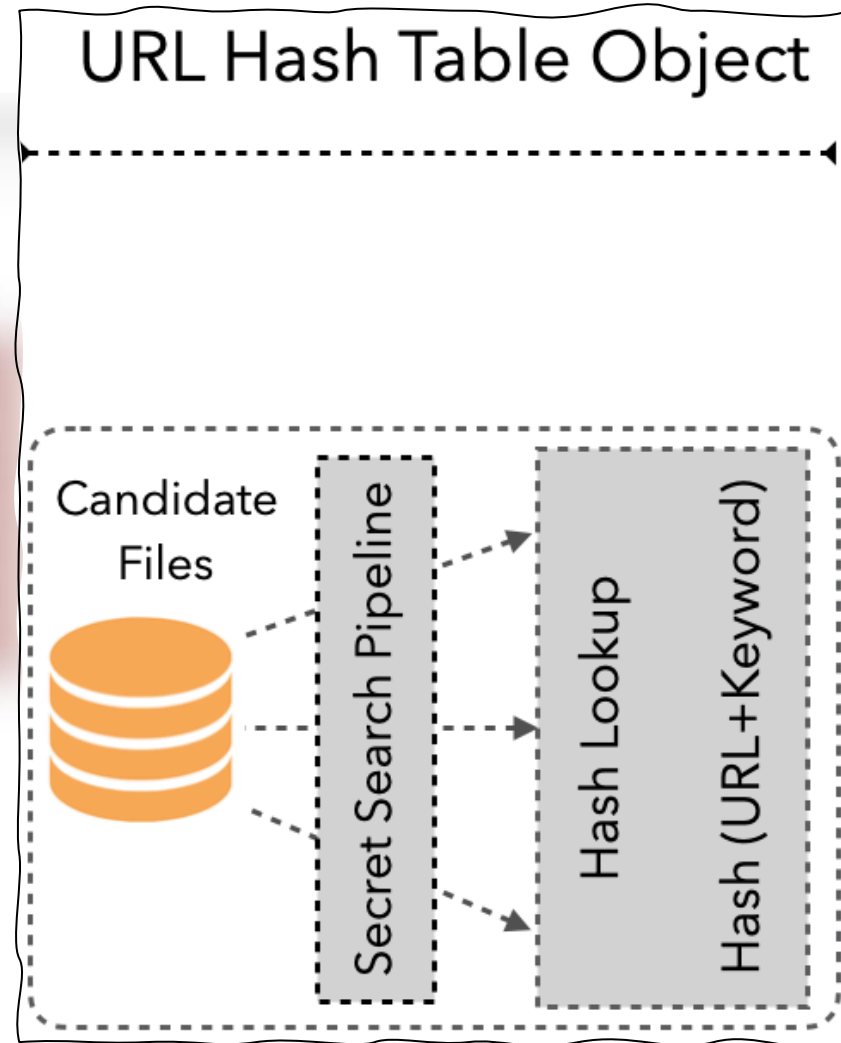 URL Hash Table Object
Candidate
Files
Secret Search Pipeline
Hash Lookup
Hash (URL+Keyword)